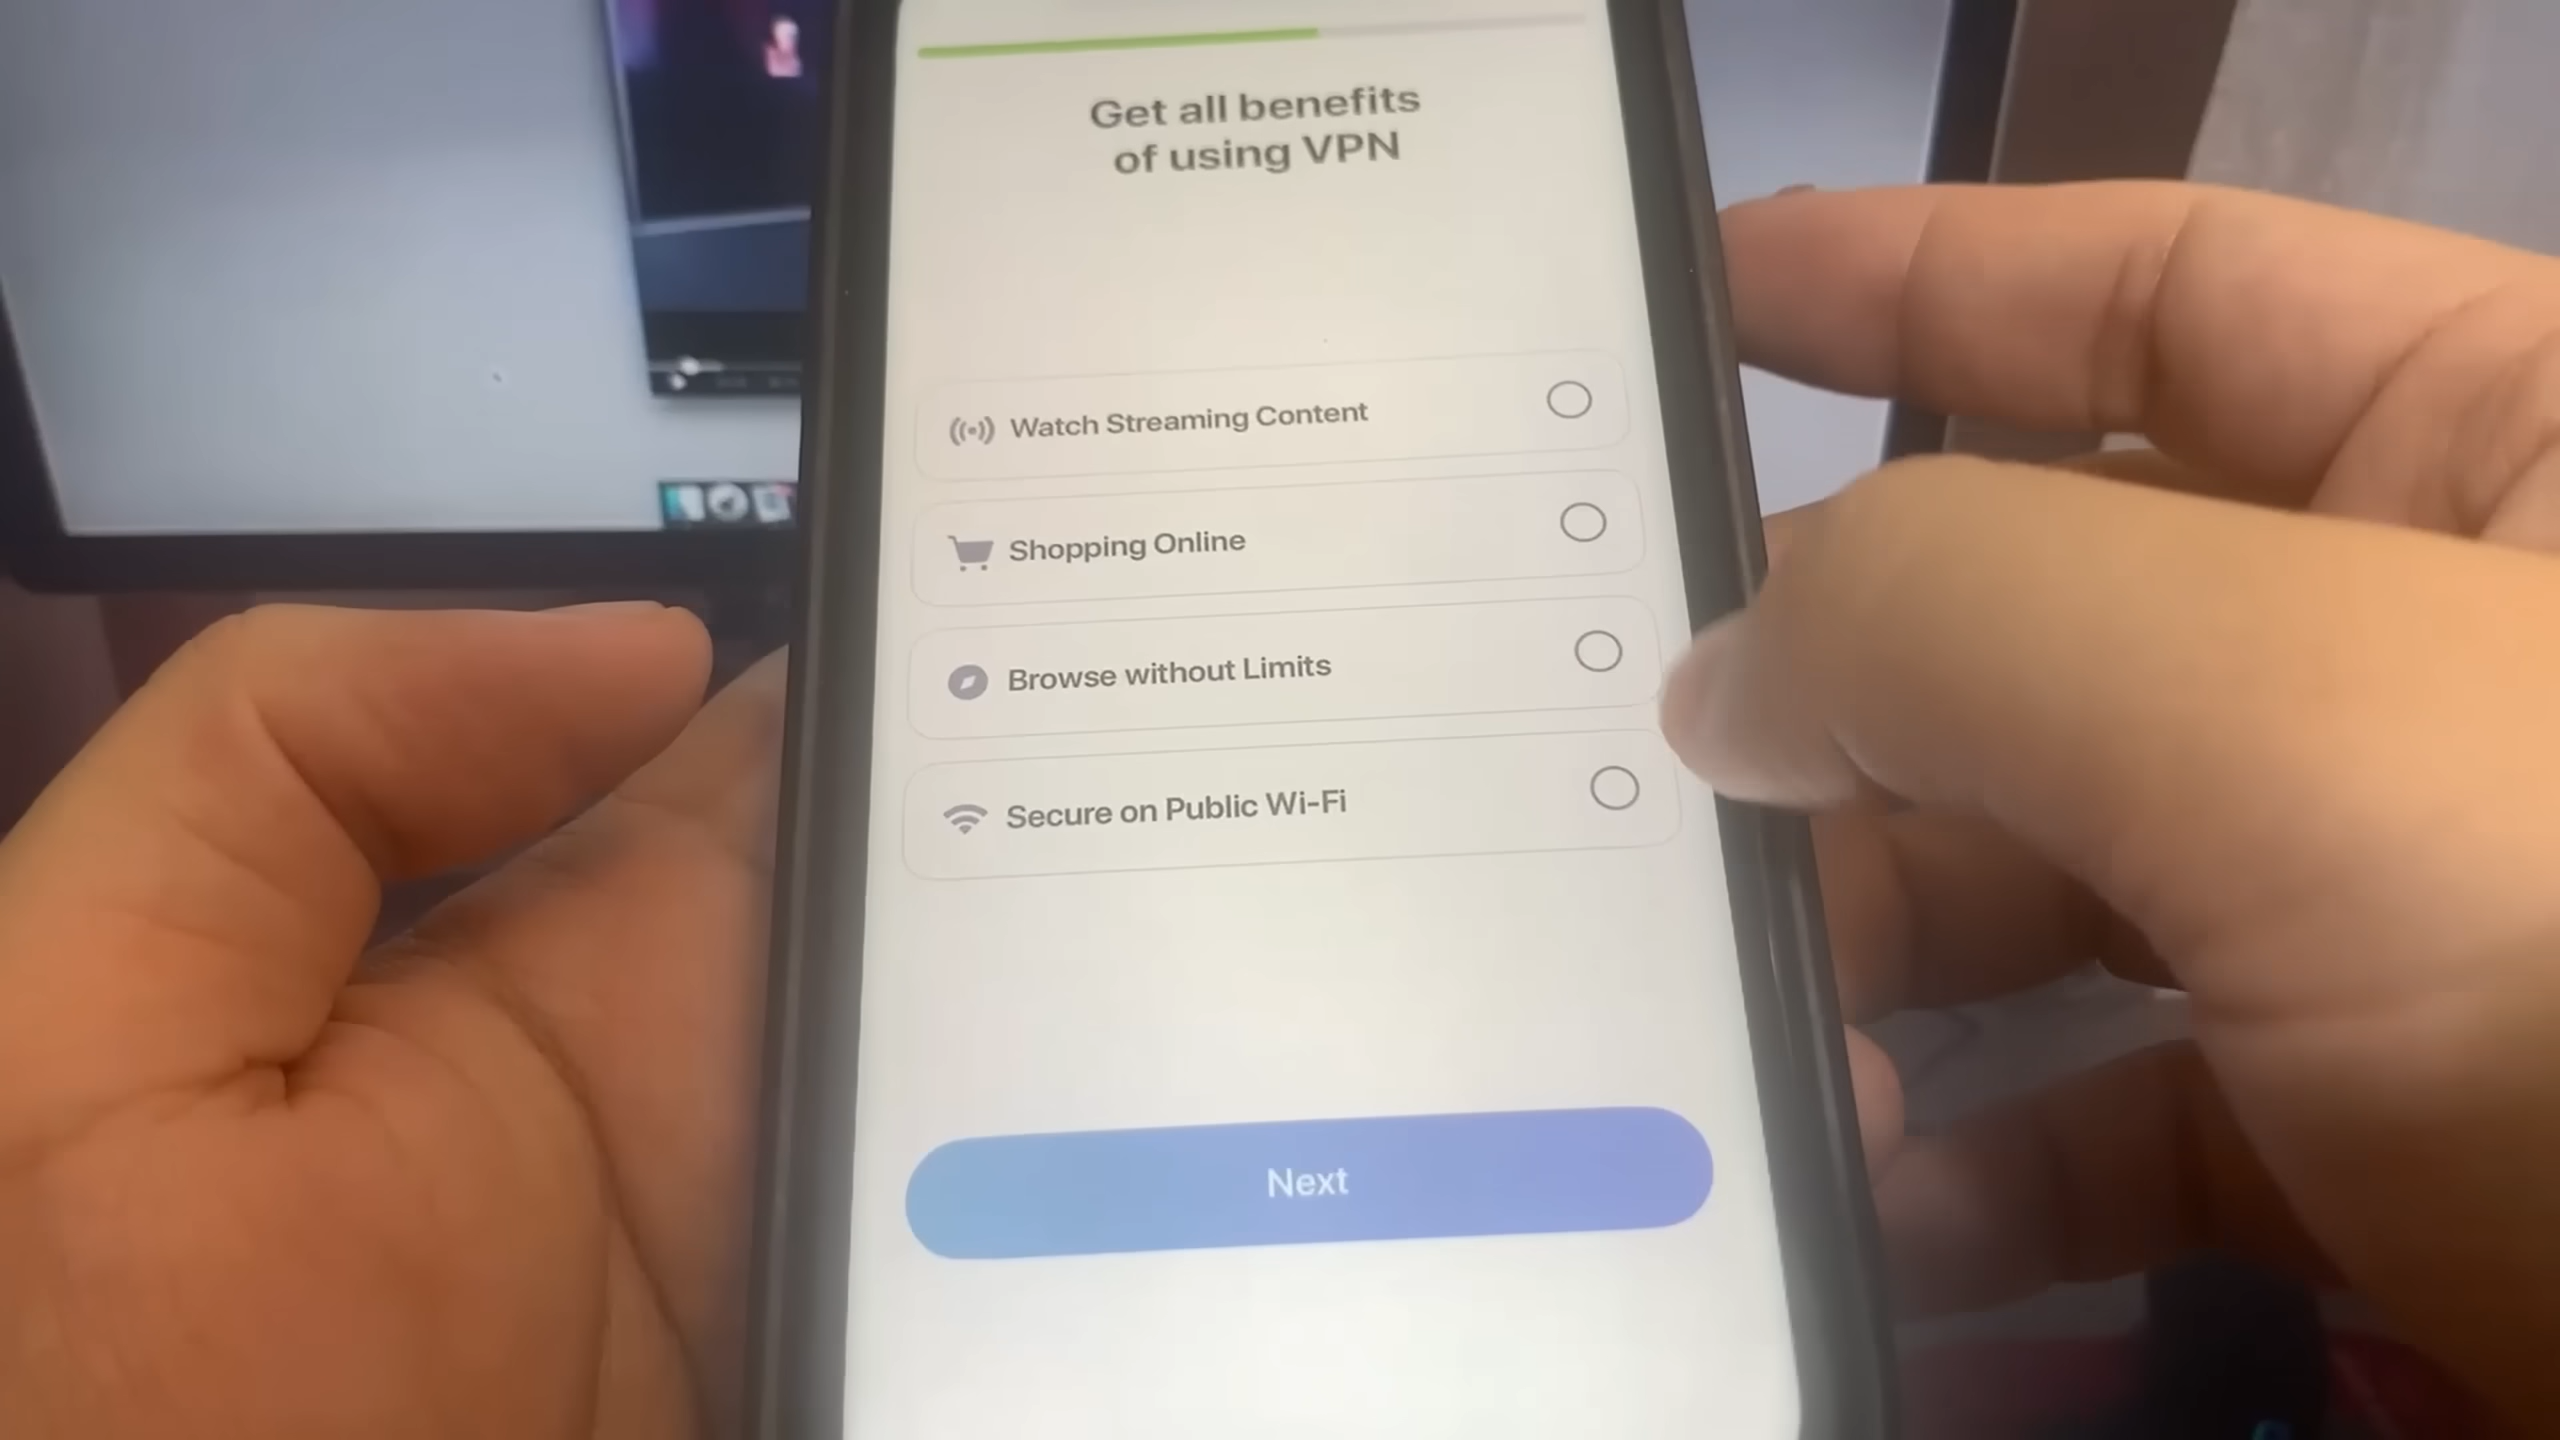 Get all benefits
of using VPN
Watch Streaming Content
Shopping Online
Browse without Limits
Secure on Public Wi-Fi
Next